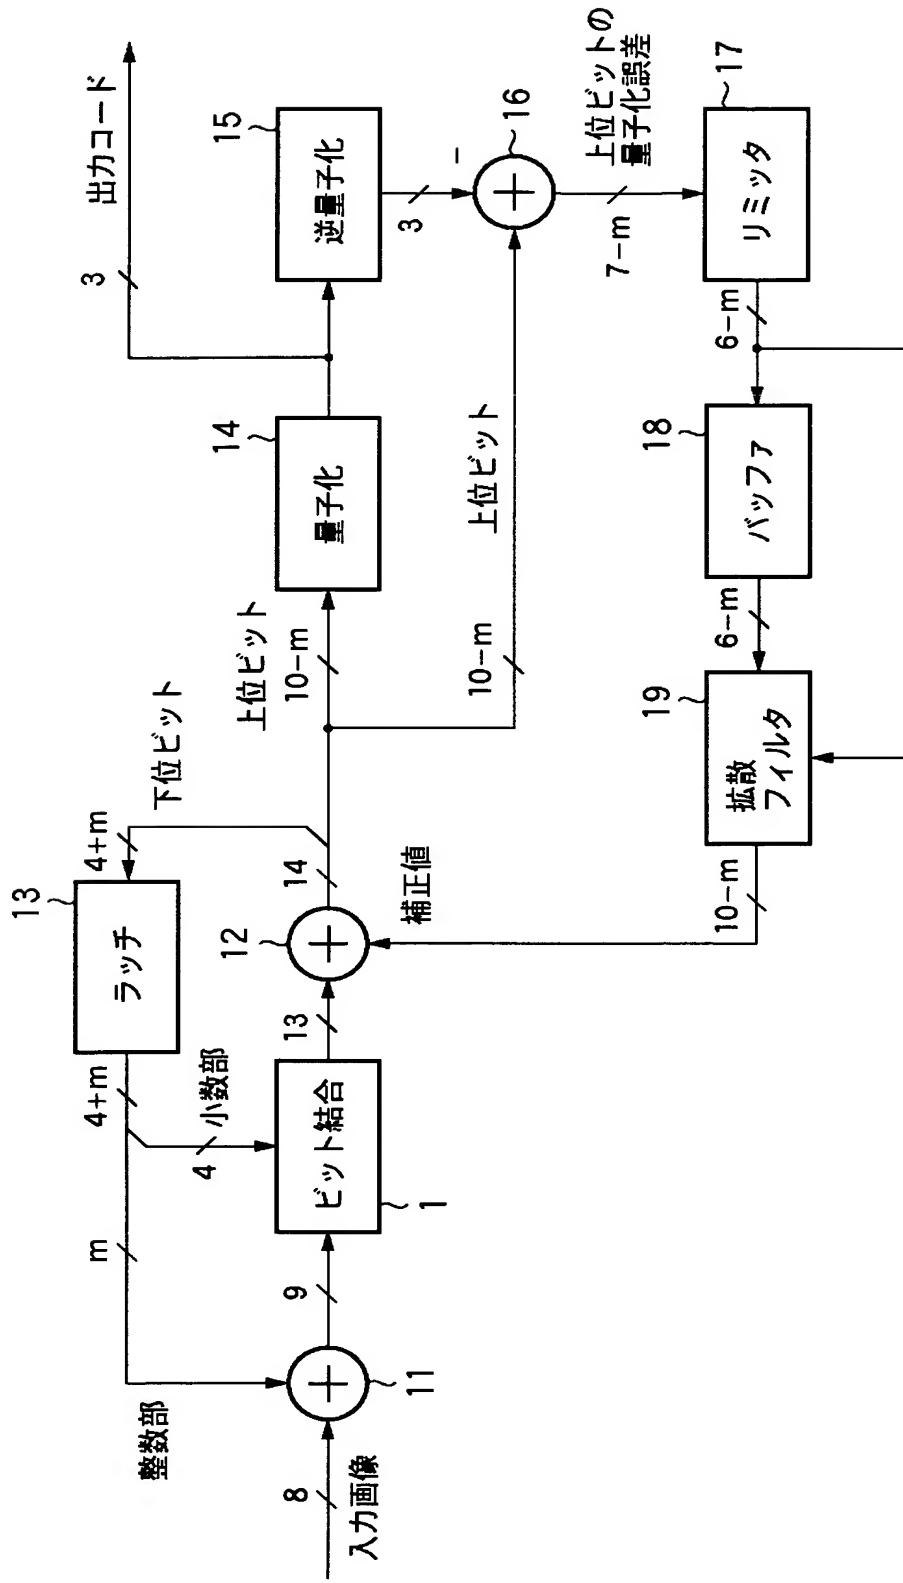 13
出力コード
3
m
4+m
ラッチ
4+m
整数部
小数部
4
下位ビット
12
14
15
上位ビット
8
9
ビット結合
13
14
10−m
量子化
逆量子化
入力画像
11
1
補正値
3
−
上位ビット
10−m
16
上位ビットの
量子化誤差
7−m
19
18
17
10−m
拡散
フィルタ
6−m
バッファ
6−m
リミッタ